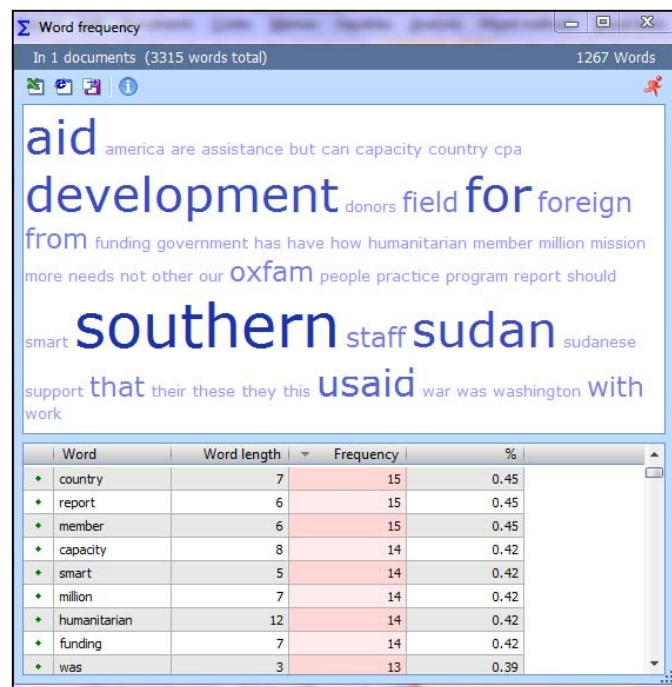 Word frequency
In 1 documents (3315 words total) 1267 Words
aid america are assistance but can capacity country cpa
development donors field for foreign
from funding government has have how humanitarian member million mission
more needs not other our oxfam people practice program report should
smart southern staff sudan sudanese
support that their these they this usaid war was washington with
work
Word Word length Frequency %
country 7 15 0.45
report 6 15 0.45
member 6 15 0.45
capacity 8 14 0.42
smart 5 14 0.42
million 7 14 0.42
humanitarian 12 14 0.42
funding 7 14 0.42
was 3 13 0.39